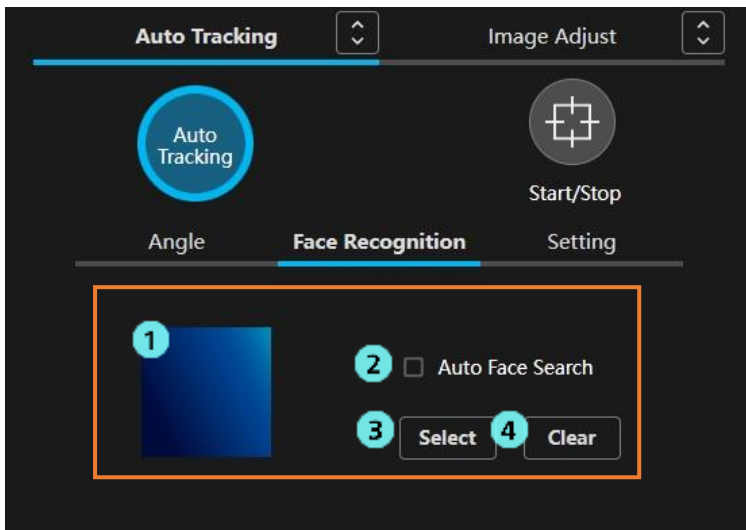 Auto Tracking Image Adjust
Auto
Tracking
Start/Stop
Angle Face Recognition Setting
1
2 Auto Face Search
3 Select 4 Clear